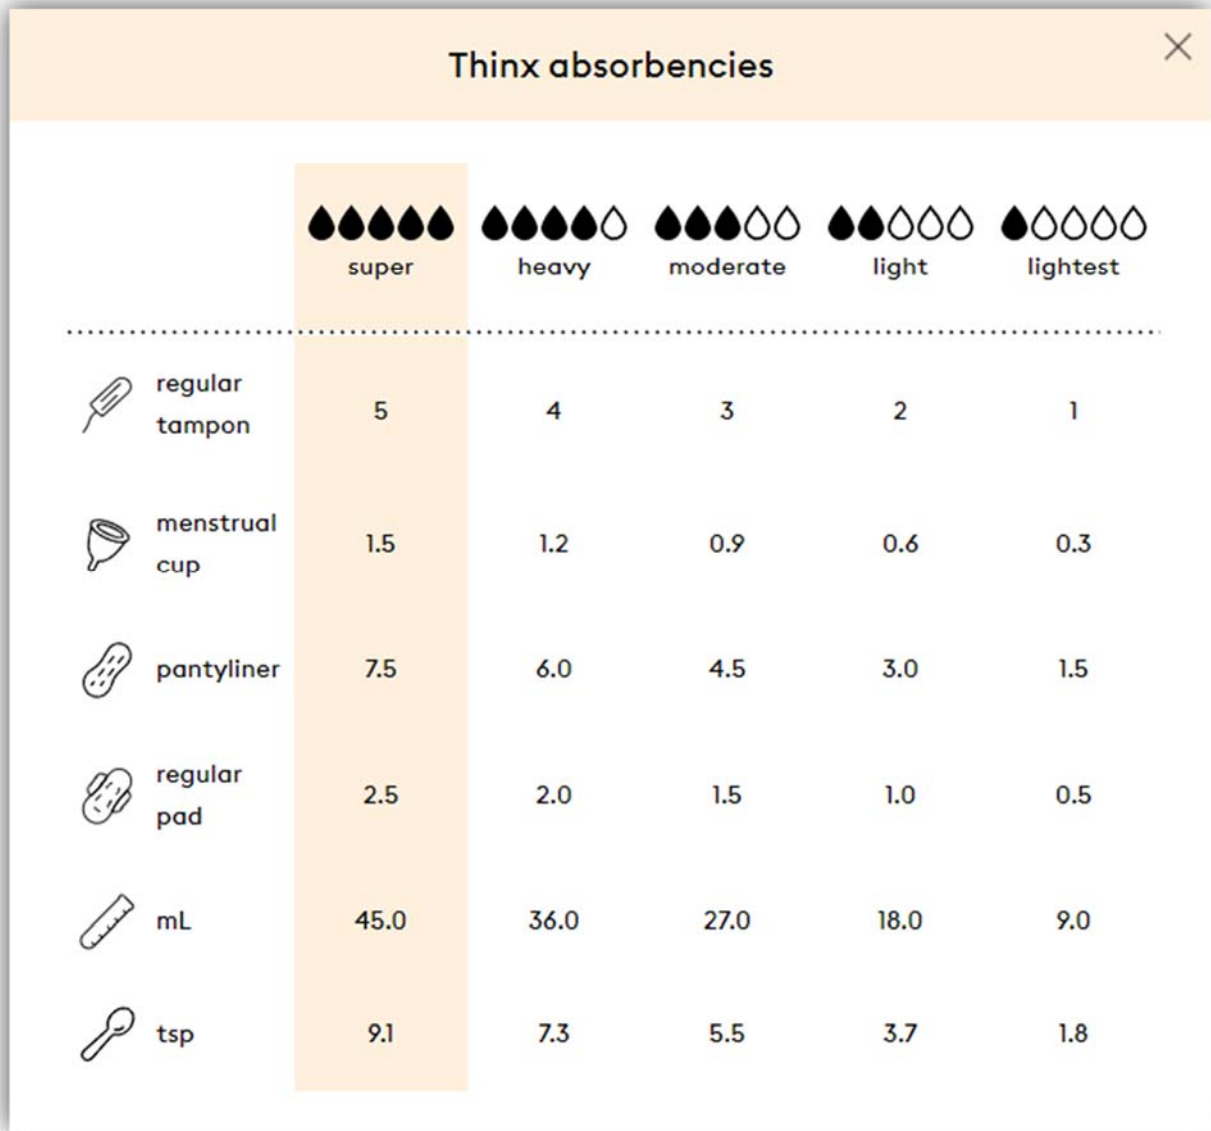 Thinx absorbencies
super heavy moderate light lightest
regular
tampon
5 4 3 2 1
menstrual
cup
1.5 1.2 0.9 0.6 0.3
pantyliner 7.5 6.0 4.5 3.0 1.5
regular
pad
2.5 2.0 1.5 1.0 0.5
mL 45.0 36.0 27.0 18.0 9.0
tsp 9.1 7.3 5.5 3.7 1.8